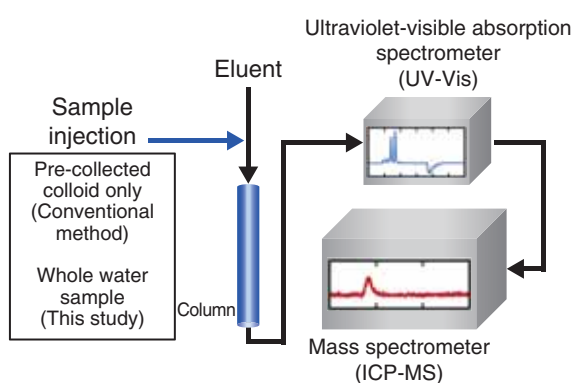 Ultraviolet-visible absorption
spectrometer
(UV-Vis)
Eluent
Sample
injection
Pre-collected
colloid only
(Conventional
method)
Whole water
sample
(This study)
Column
Mass spectrometer
(ICP-MS)